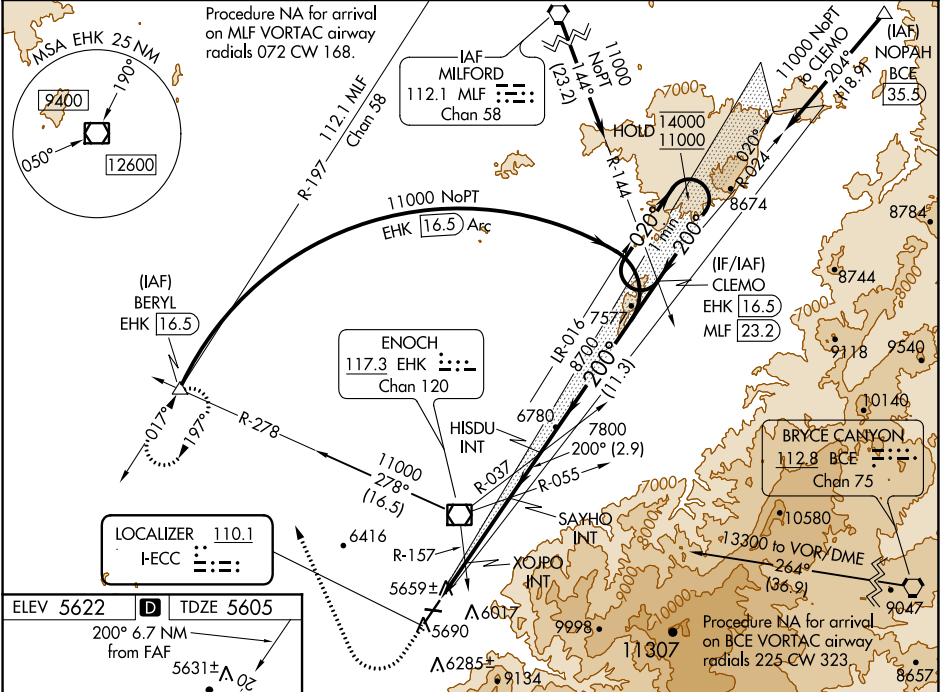 Procedure NA for arrival
on MLF VORTAC airway
radials 072 CW 168.
MSA EHK 25 NM
190°
9400
050°
12600
112.1 MLF
Chan 58
R-197
IAF
MILFORD
112.1 MLF
Chan 58
11000
NoPT
144°
(23.2)
R-144
7000
HOLD
14000
11000
11000 NoPT
to CLEMO
204°
(18.9)
(IAF)
NOPAH
BCE
35.5
020°
R-024
8674
8784
11000 NoPT
EHK 16.5 Arc
020°
1 min
200°
(IF/IAF)
CLEMO
EHK 16.5
MLF 23.2
8744
7000
(IAF)
BERYL
EHK 16.5
7577
LR-016
8700
200°
(11.3)
9118
9540
ENOCH
117.3 EHK
Chan 120
10140
017°
197°
R-278
HISDU
INT
6780
7800
200° (2.9)
BRYCE CANYON
112.8 BCE
Chan 75
11000
278°
(16.5)
R-037
R-055
7000
LOCALIZER 110.1
I-ECC
6416
R-157
SAYHO
INT
10580
13300 to VOR/DME
264°
(36.9)
XOJPO
INT
5659±
9047
ELEV 5622
D
TDZE 5605
6017
5690
9298
11307
Procedure NA for arrival
on BCE VORTAC airway
radials 225 CW 323.
200° 6.7 NM
from FAF
5631±
20
6285±
9134
8657